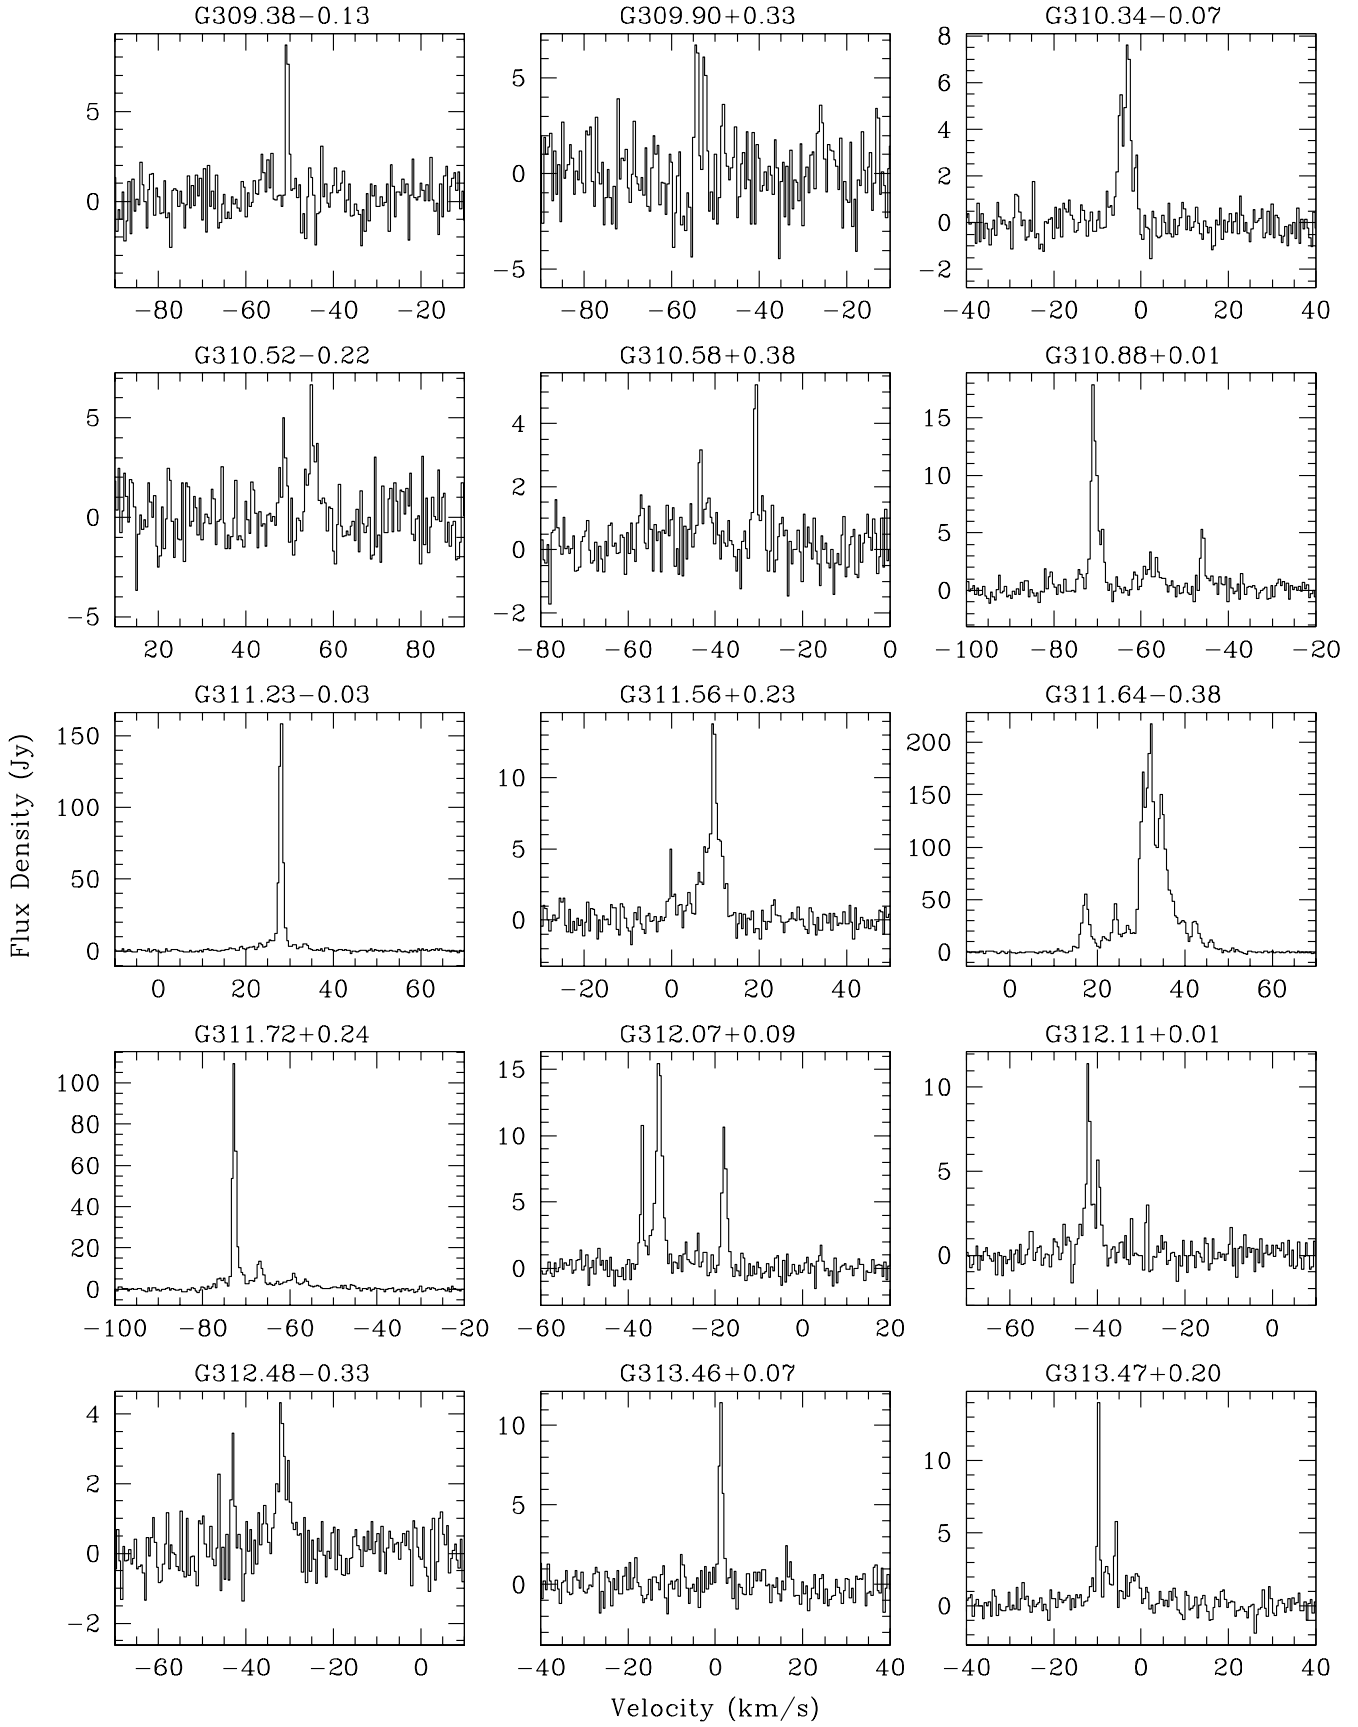 G309.38−0.13 G309.90+0.33 G310.34−0.07
5
0
−80 −60 −40 −20
5
0
−5
−80 −60 −40 −20
8
6
4
2
0
−2
−40 −20 0 20 40
G310.52−0.22 G310.58+0.38 G310.88+0.01
5
0
−5
20 40 60 80
4
2
0
−2
−80 −60 −40 −20 0
15
10
5
0
−100 −80 −60 −40 −20
G311.23−0.03 G311.56+0.23 G311.64−0.38
Flux Density (Jy)
150
100
50
0
0 20 40 60
10
5
0
−20 0 20 40
200
150
100
50
0
0 20 40 60
G311.72+0.24 G312.07+0.09 G312.11+0.01
100
80
60
40
20
0
−100 −80 −60 −40 −20
15
10
5
0
−60 −40 −20 0 20
10
5
0
−60 −40 −20 0
G312.48−0.33 G313.46+0.07 G313.47+0.20
4
2
0
−2
−60 −40 −20 0
10
5
0
−40 −20 0 20 40
10
5
0
−40 −20 0 20 40
Velocity (km/s)